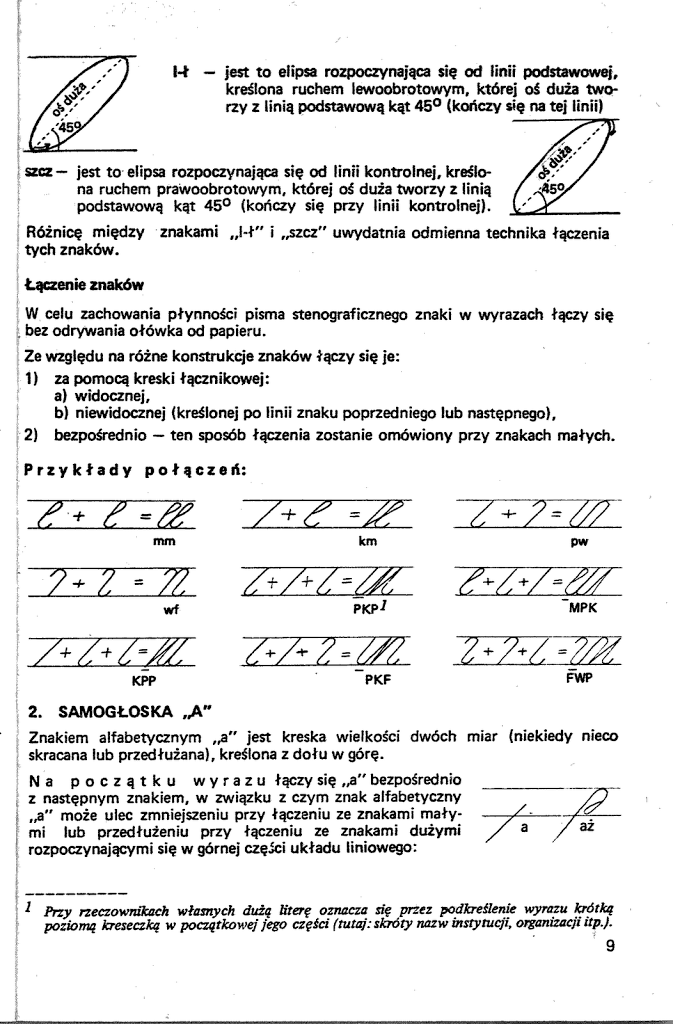 l-ł — jest to elipsa rozpoczynająca się od linii podstawowej,
kreślona ruchem lewoobrotowym, której oś duża two-
rzy z linią podstawową kąt 45° (kończy się na tej linii)
oś duża
45°
szcz — jest to elipsa rozpoczynająca się od linii kontrolnej, kreślo-
na ruchem prawoobrotowym, której oś duża tworzy z linią
podstawową kąt 45° (kończy się przy linii kontrolnej).
oś duża
45°
Różnicę między znakami „l-ł" i „szcz" uwydatnia odmienna technika łączenia
tych znaków.
Łączenie znaków
W celu zachowania płynności pisma stenograficznego znaki w wyrazach łączy się
bez odrywania ołówka od papieru.
Ze względu na różne konstrukcje znaków łączy się je:
1) za pomocą kreski łącznikowej:
a) widocznej,
b) niewidocznej (kreślonej po linii znaku poprzedniego lub następnego),
2) bezpośrednio — ten sposób łączenia zostanie omówiony przy znakach małych.
Przykłady połączeń:
+ =
mm
+ =
km
+ =
pw
+ =
wf
+ + =
PKP1
+ + =
MPK
+ + =
KPP
+ + =
PKF
+ + =
FWP
2. SAMOGŁOSKA „A"
Znakiem alfabetycznym „a" jest kreska wielkości dwóch miar (niekiedy nieco
skracana lub przedłużana), kreślona z dołu w górę.
Na początku wyrazu łączy się „a" bezpośrednio
z następnym znakiem, w związku z czym znak alfabetyczny
„a" może ulec zmniejszeniu przy łączeniu ze znakami mały-
mi lub przedłużeniu przy łączeniu ze znakami dużymi
rozpoczynającymi się w górnej części układu liniowego:
a aż
1 Przy rzeczownikach własnych dużą literę oznacza się przez podkreślenie wyrazu krótką
poziomą kreseczką w początkowej jego części (tutaj: skróty nazw instytucji, organizacji itp.).
9